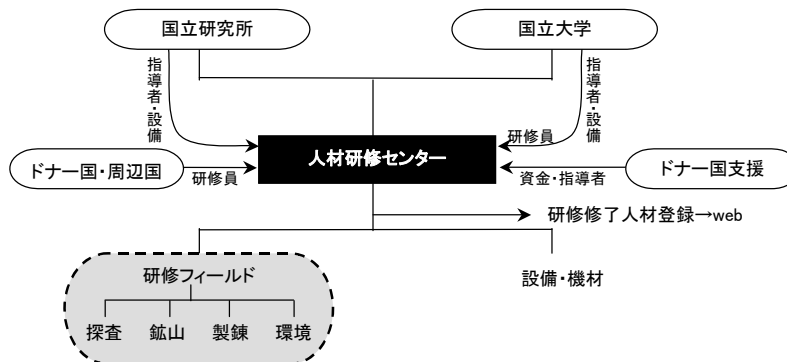 国立研究所
国立大学
指導者・設備
指導者・設備
研修員
人材研修センター
ドナー国・周辺国
研修員
資金・指導者
ドナー国支援
研修修了人材登録→web
研修フィールド
設備・機材
探査 鉱山 製錬 環境